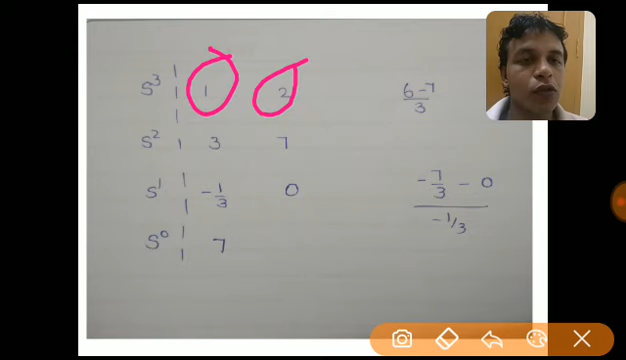 S³ | 1 2
6-7/3
S² | 3 7
S¹ | -1/3 0
-7/3 - 0
-1/3
S⁰ | 7